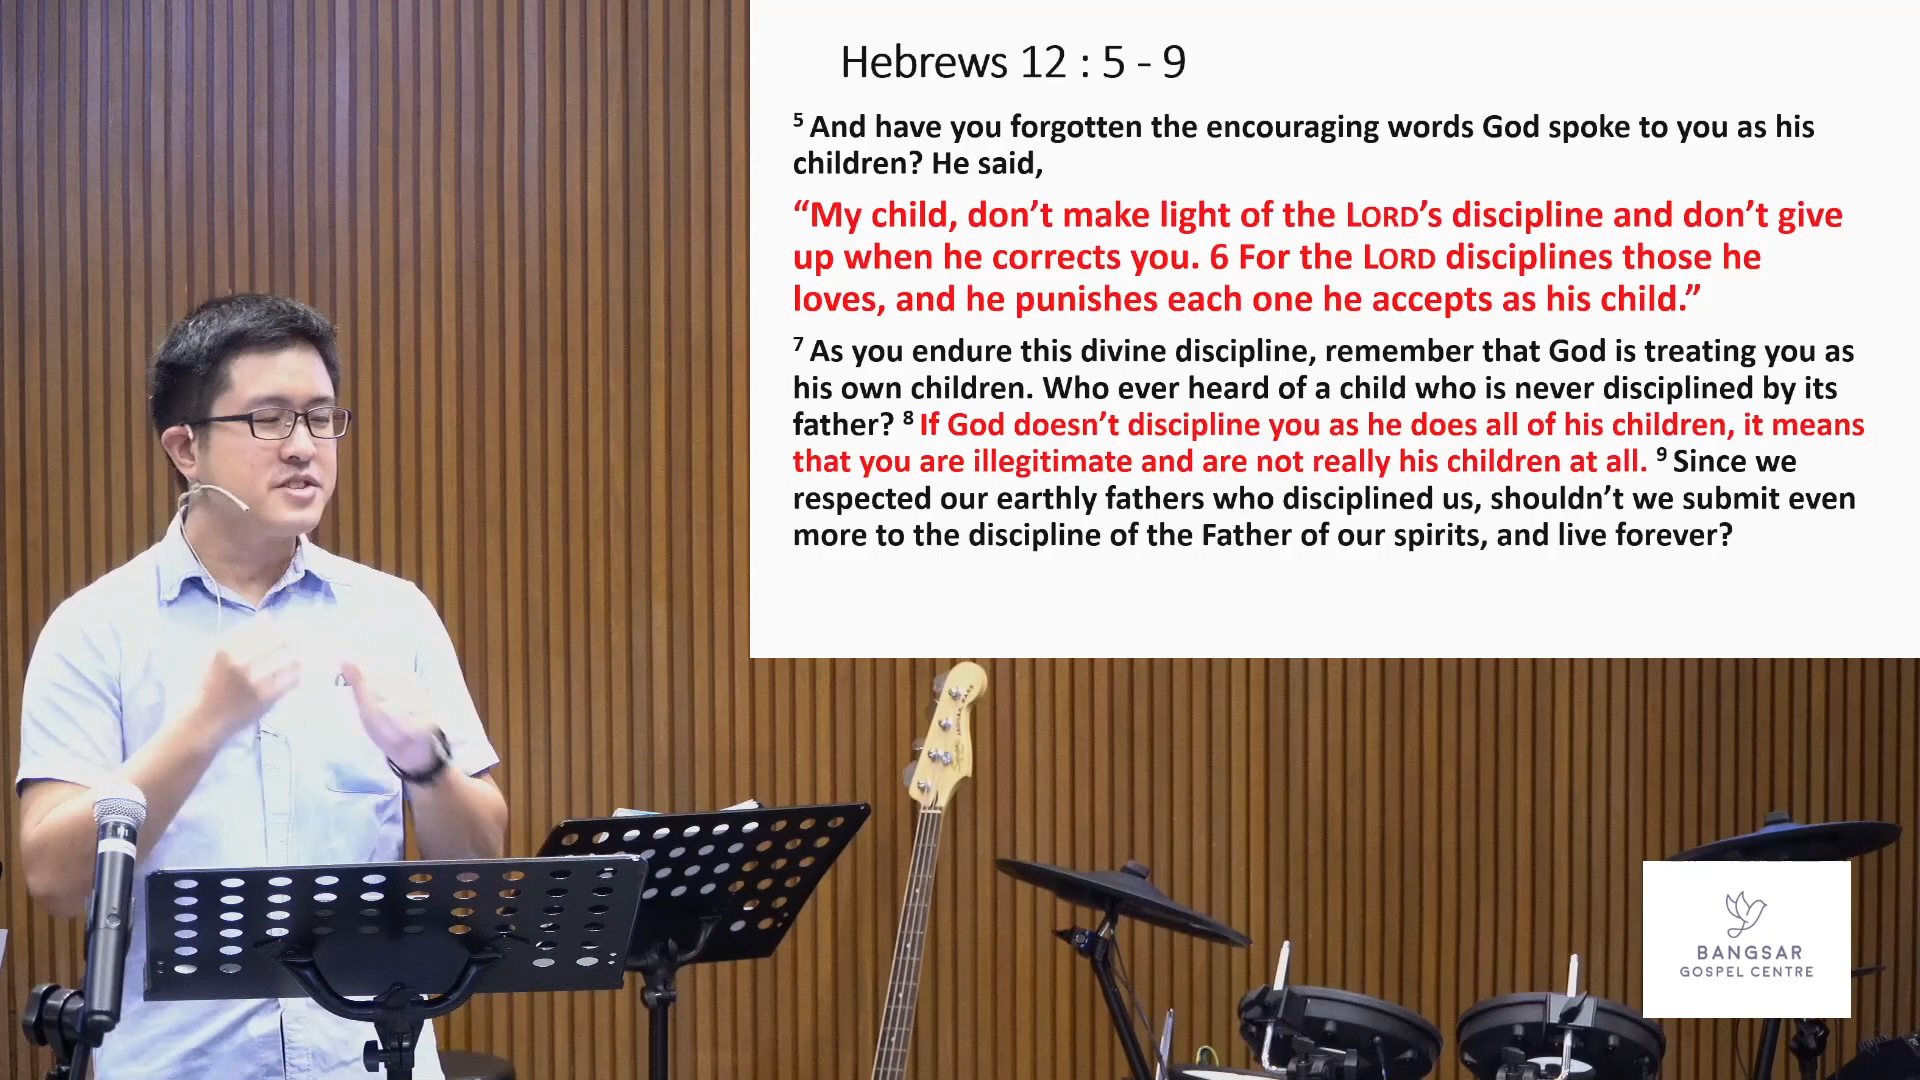 Hebrews 12 : 5 - 9
⁵ And have you forgotten the encouraging words God spoke to you as his
children? He said,
“My child, don’t make light of the LORD’s discipline and don’t give
up when he corrects you. 6 For the LORD disciplines those he
loves, and he punishes each one he accepts as his child.”
⁷ As you endure this divine discipline, remember that God is treating you as
his own children. Who ever heard of a child who is never disciplined by its
father? ⁸ If God doesn’t discipline you as he does all of his children, it means
that you are illegitimate and are not really his children at all. ⁹ Since we
respected our earthly fathers who disciplined us, shouldn’t we submit even
more to the discipline of the Father of our spirits, and live forever?
BANGSAR
GOSPEL CENTRE